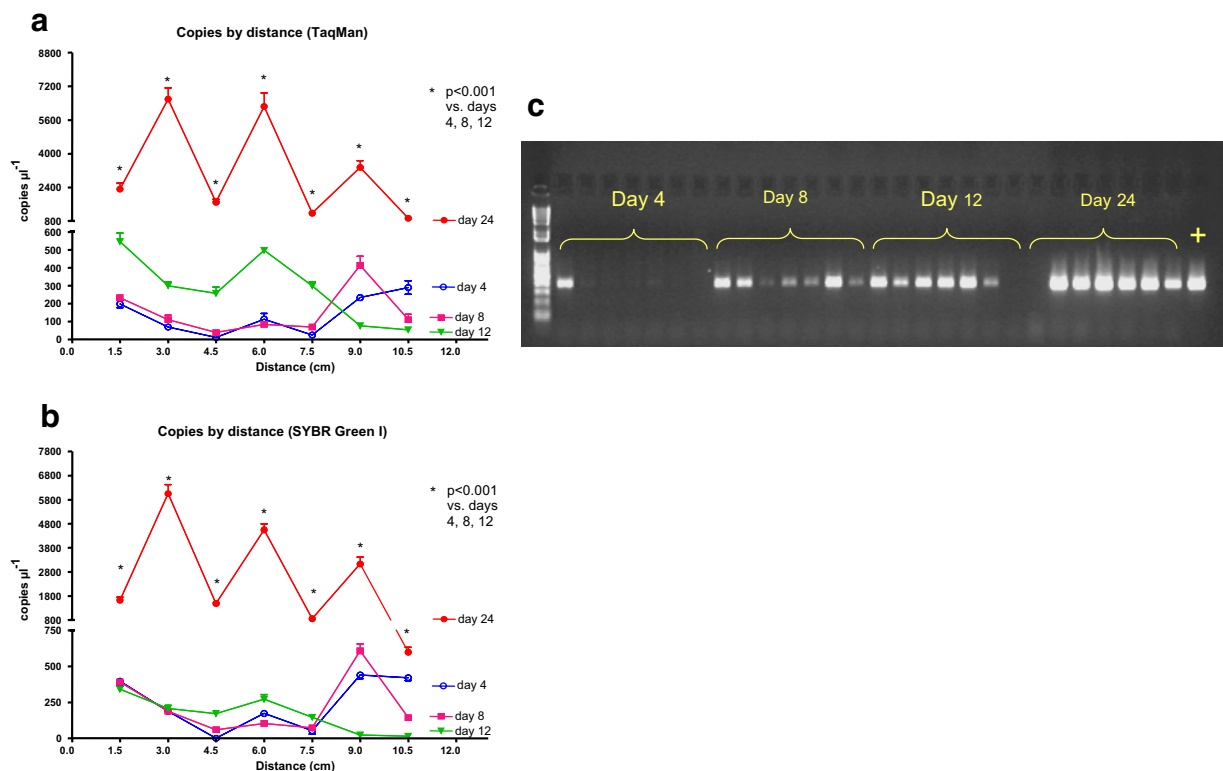 a
Copies by distance (TaqMan)
8800
7200
5600
4000
2400
800
600
500
400
300
200
100
0
copies µl⁻¹
* * * * * * *
* p<0.001
vs. days
4, 8, 12
day 24
day 4
day 8
day 12
0.0 1.5 3.0 4.5 6.0 7.5 9.0 10.5 12.0
Distance (cm)
b
Copies by distance (SYBR Green I)
7800
6800
5800
4800
3800
2800
1800
800
750
500
250
0
copies µl⁻¹
* * * * * * *
* p<0.001
vs. days
4, 8, 12
day 24
day 4
day 8
day 12
0.0 1.5 3.0 4.5 6.0 7.5 9.0 10.5 12.0
Distance (cm)
c
Day 4 Day 8 Day 12 Day 24 +